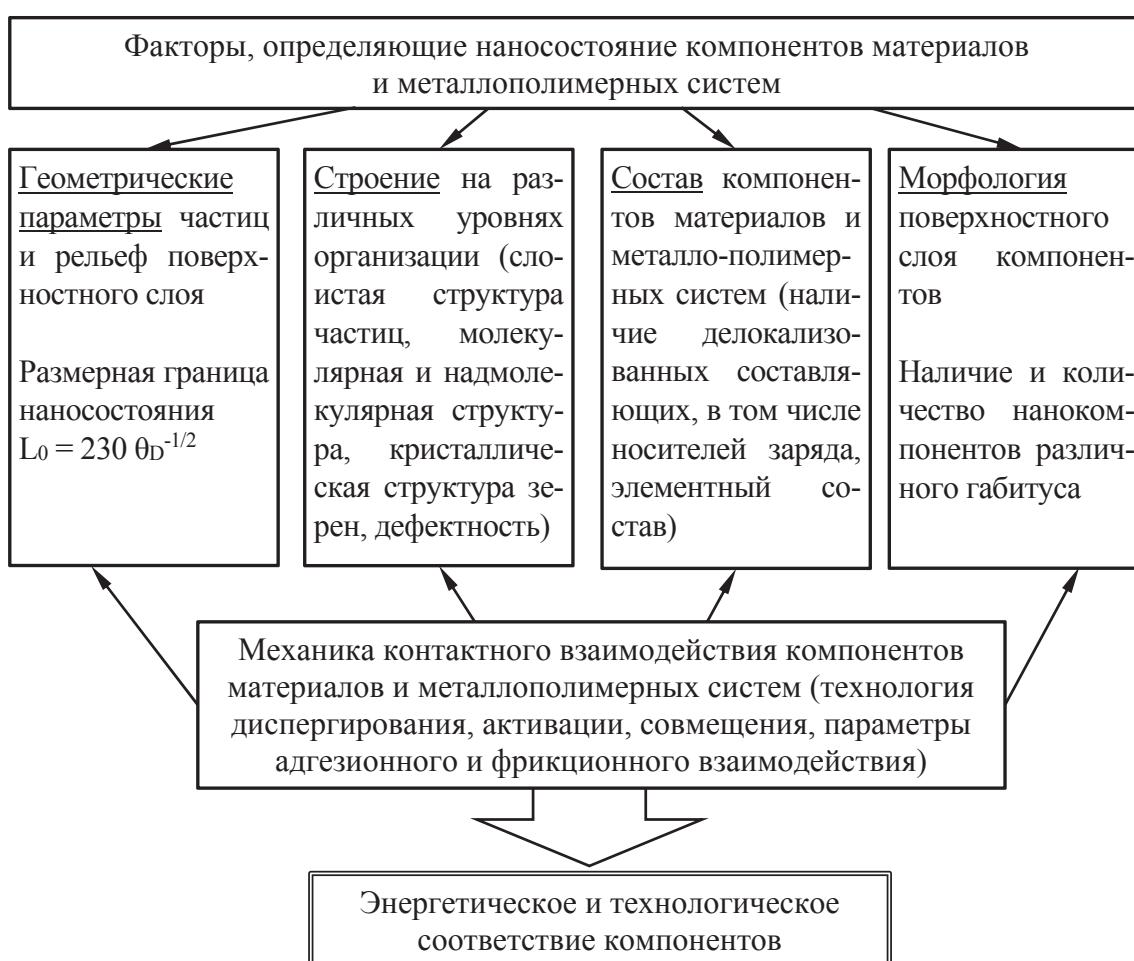 Факторы, определяющие наносостояние компонентов материалов
и металлополимерных систем
Геометрические
параметры частиц
и рельеф поверх-
ностного слоя
Размерная граница
наносостояния
L₀ = 230 θ_D^-1/2
Строение на раз-
личных уровнях
организации (сло-
истая структура
частиц, молеку-
лярная и надмоле-
кулярная структу-
ра, кристалличе-
ская структура зе-
рен, дефектность)
Состав компонен-
тов материалов и
металло-полимер-
ных систем (нали-
чие делокализо-
ванных составля-
ющих, в том числе
носителей заряда,
элементный со-
став)
Морфология
поверхностного
слоя компонен-
тов
Наличие и коли-
чество наноком-
понентов различ-
ного габитуса
Механика контактного взаимодействия компонентов
материалов и металлополимерных систем (технология
диспергирования, активации, совмещения, параметры
адгезионного и фрикционного взаимодействия)
Энергетическое и технологическое
соответствие компонентов